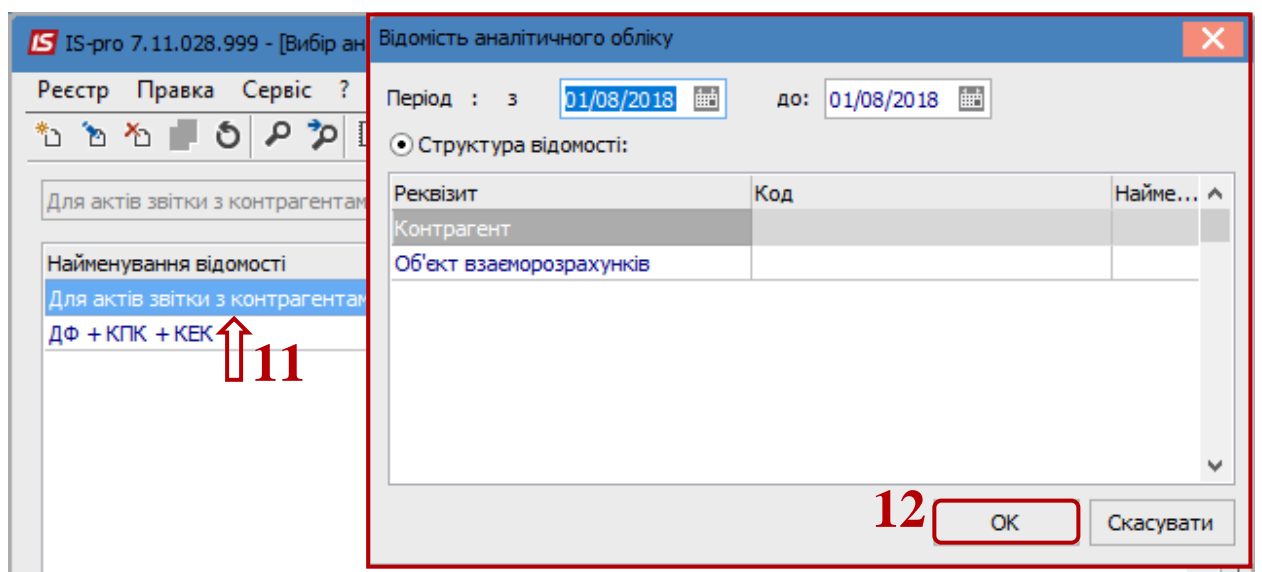 IS-pro 7.11.028.999 - [Вибір ан
Реєстр Правка Сервіс ?
Для актів звітки з контрагентам
Найменування відомості
Для актів звітки з контрагентам
ДФ + КПК + КЕК
11
Відомість аналітичного обліку
Період : з 01/08/2018 до: 01/08/2018
Структура відомості:
Реквізит Код Найме...
Контрагент
Об'єкт взаєморозрахунків
12
OK Скасувати